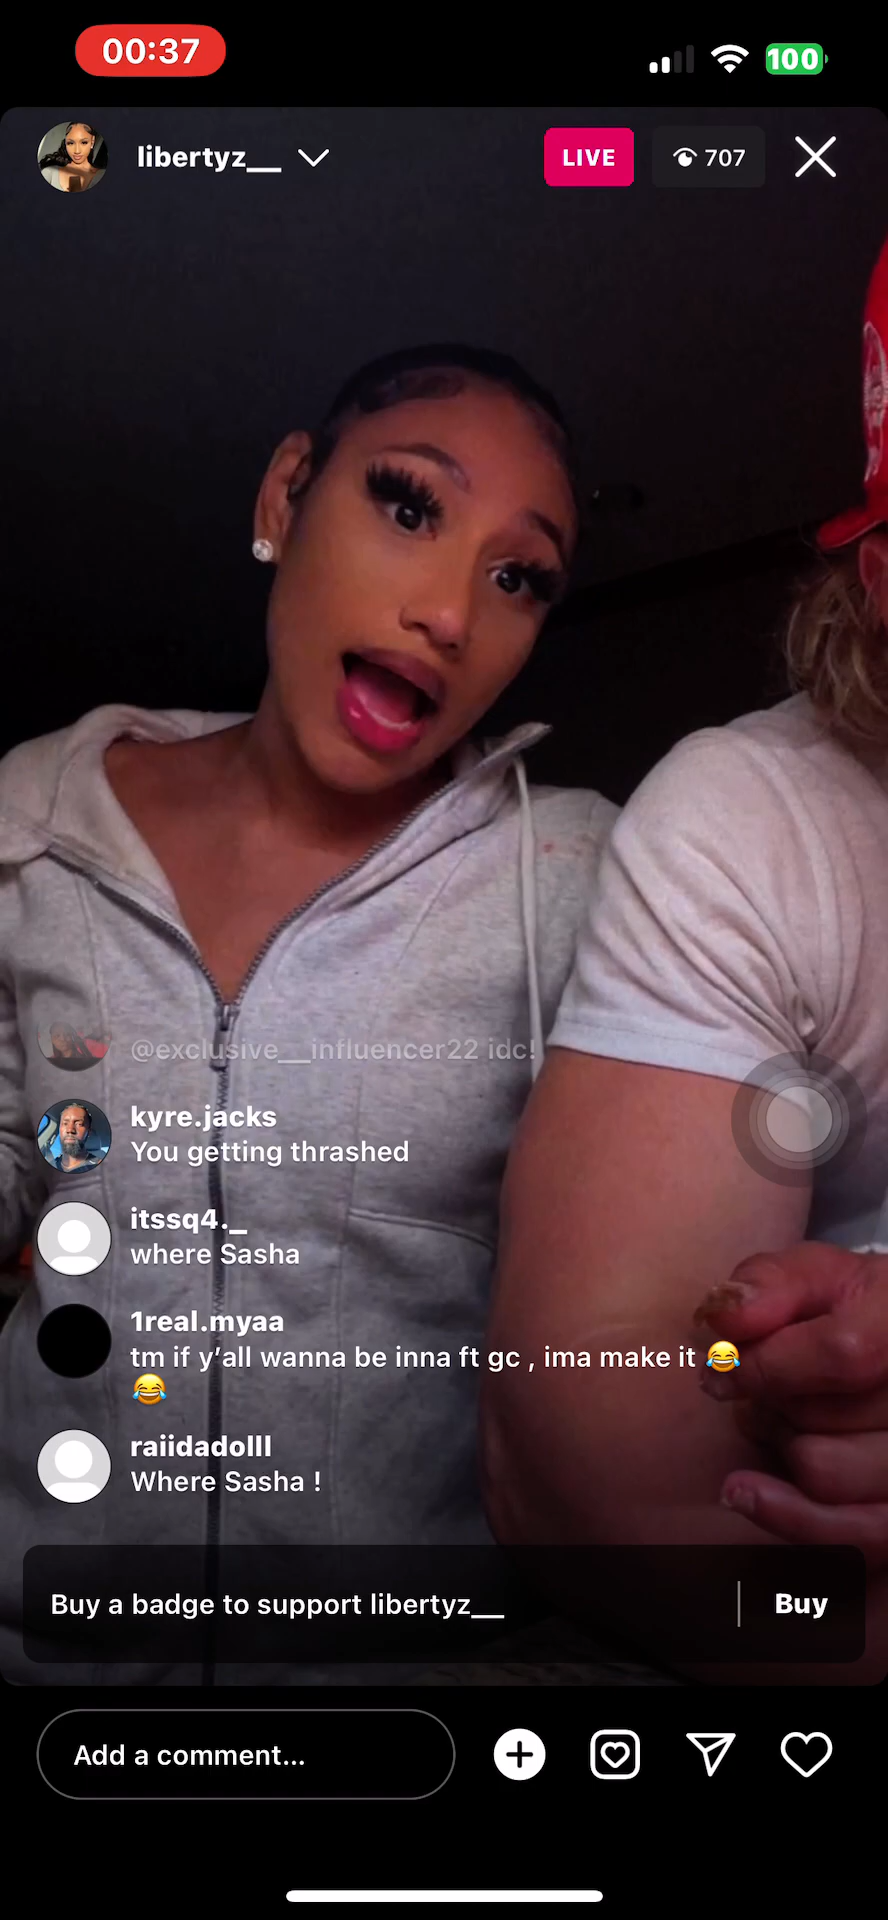 00:37
100
libertyz__
LIVE
707
@exclusive__influencer22 idc!
kyre.jacks
You getting thrashed
itssq4._
where Sasha
1real.myaa
tm if y’all wanna be inna ft gc , ima make it 😂
😂
raiidadolll
Where Sasha !
Buy a badge to support libertyz__
Buy
Add a comment...